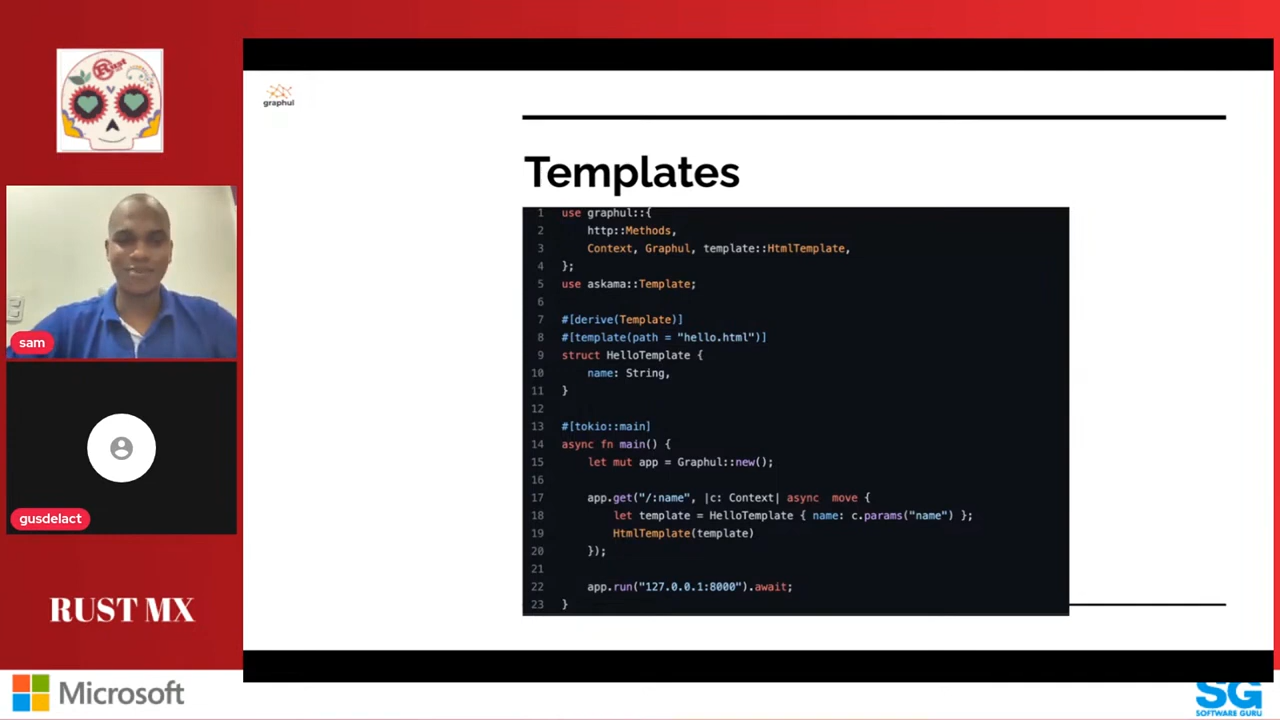 Rust
sam
gusdelact
RUST MX
Microsoft
graphul
Templates
1 use graphul::{
2     http::Methods,
3     Context, Graphul, template::HtmlTemplate,
4 };
5 use askama::Template;
6
7 #[derive(Template)]
8 #[template(path = "hello.html")]
9 struct HelloTemplate {
10     name: String,
11 }
12
13 #[tokio::main]
14 async fn main() {
15     let mut app = Graphul::new();
16
17     app.get("/:name", |c: Context| async  move {
18         let template = HelloTemplate { name: c.params("name") };
19         HtmlTemplate(template)
20     });
21
22     app.run("127.0.0.1:8000").await;
23 }
SG
SOFTWARE GURU